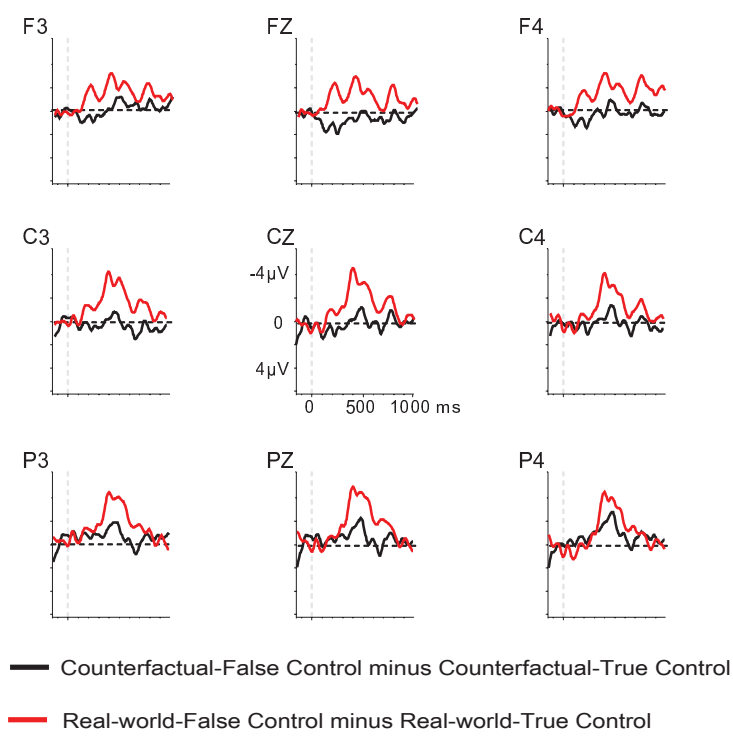 F3 FZ F4
C3 CZ C4
-4µV
0
4µV
0 500 1000 ms
P3 PZ P4
Counterfactual-False Control minus Counterfactual-True Control
Real-world-False Control minus Real-world-True Control